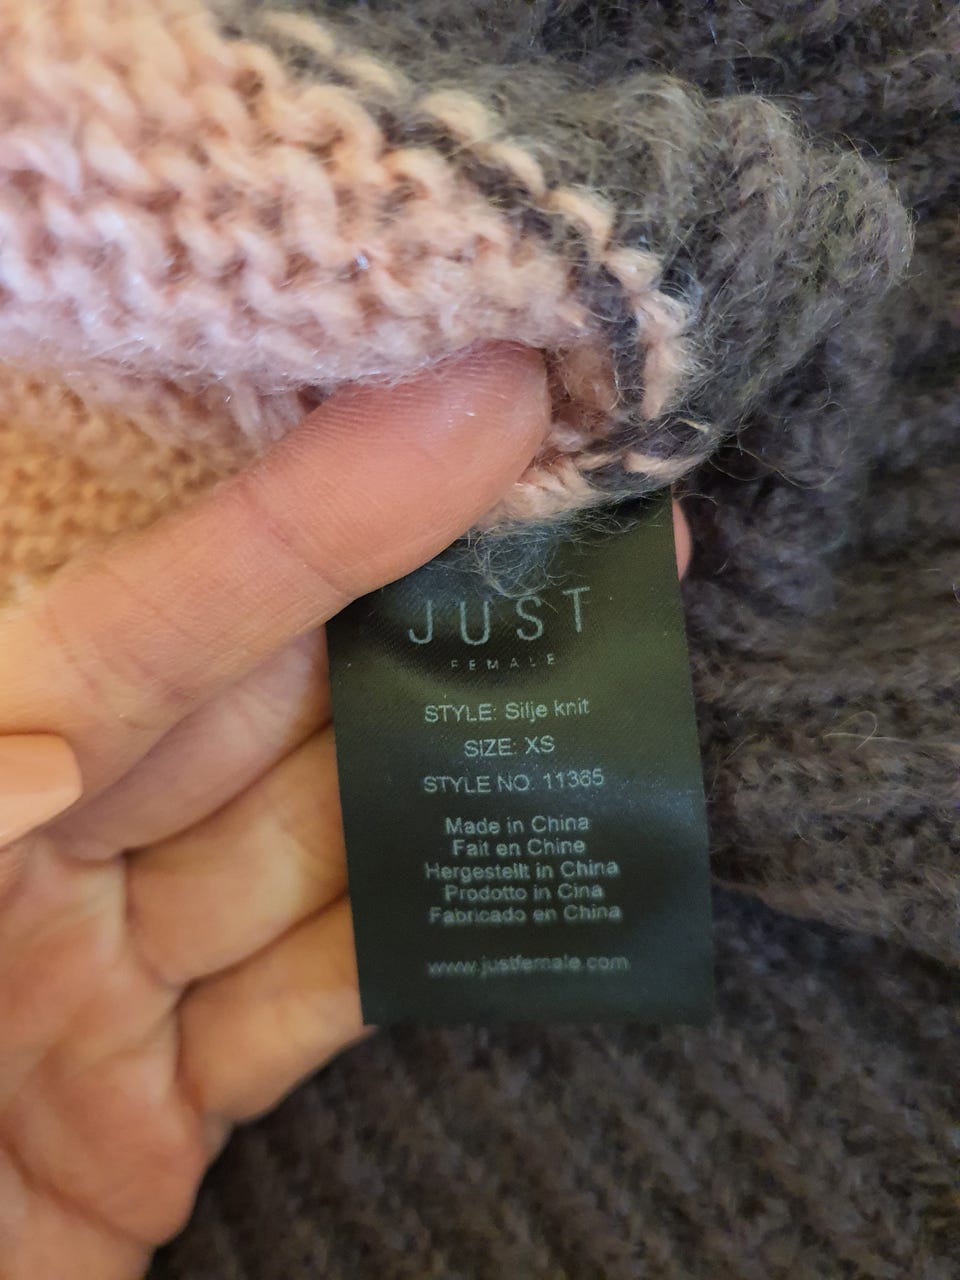 JUST
FEMALE
STYLE: Silje knit
SIZE: XS
STYLE NO. 11365
Made in China
Fait en Chine
Hergestellt in China
Prodotto in Cina
Fabricado en China
www.justfemale.com